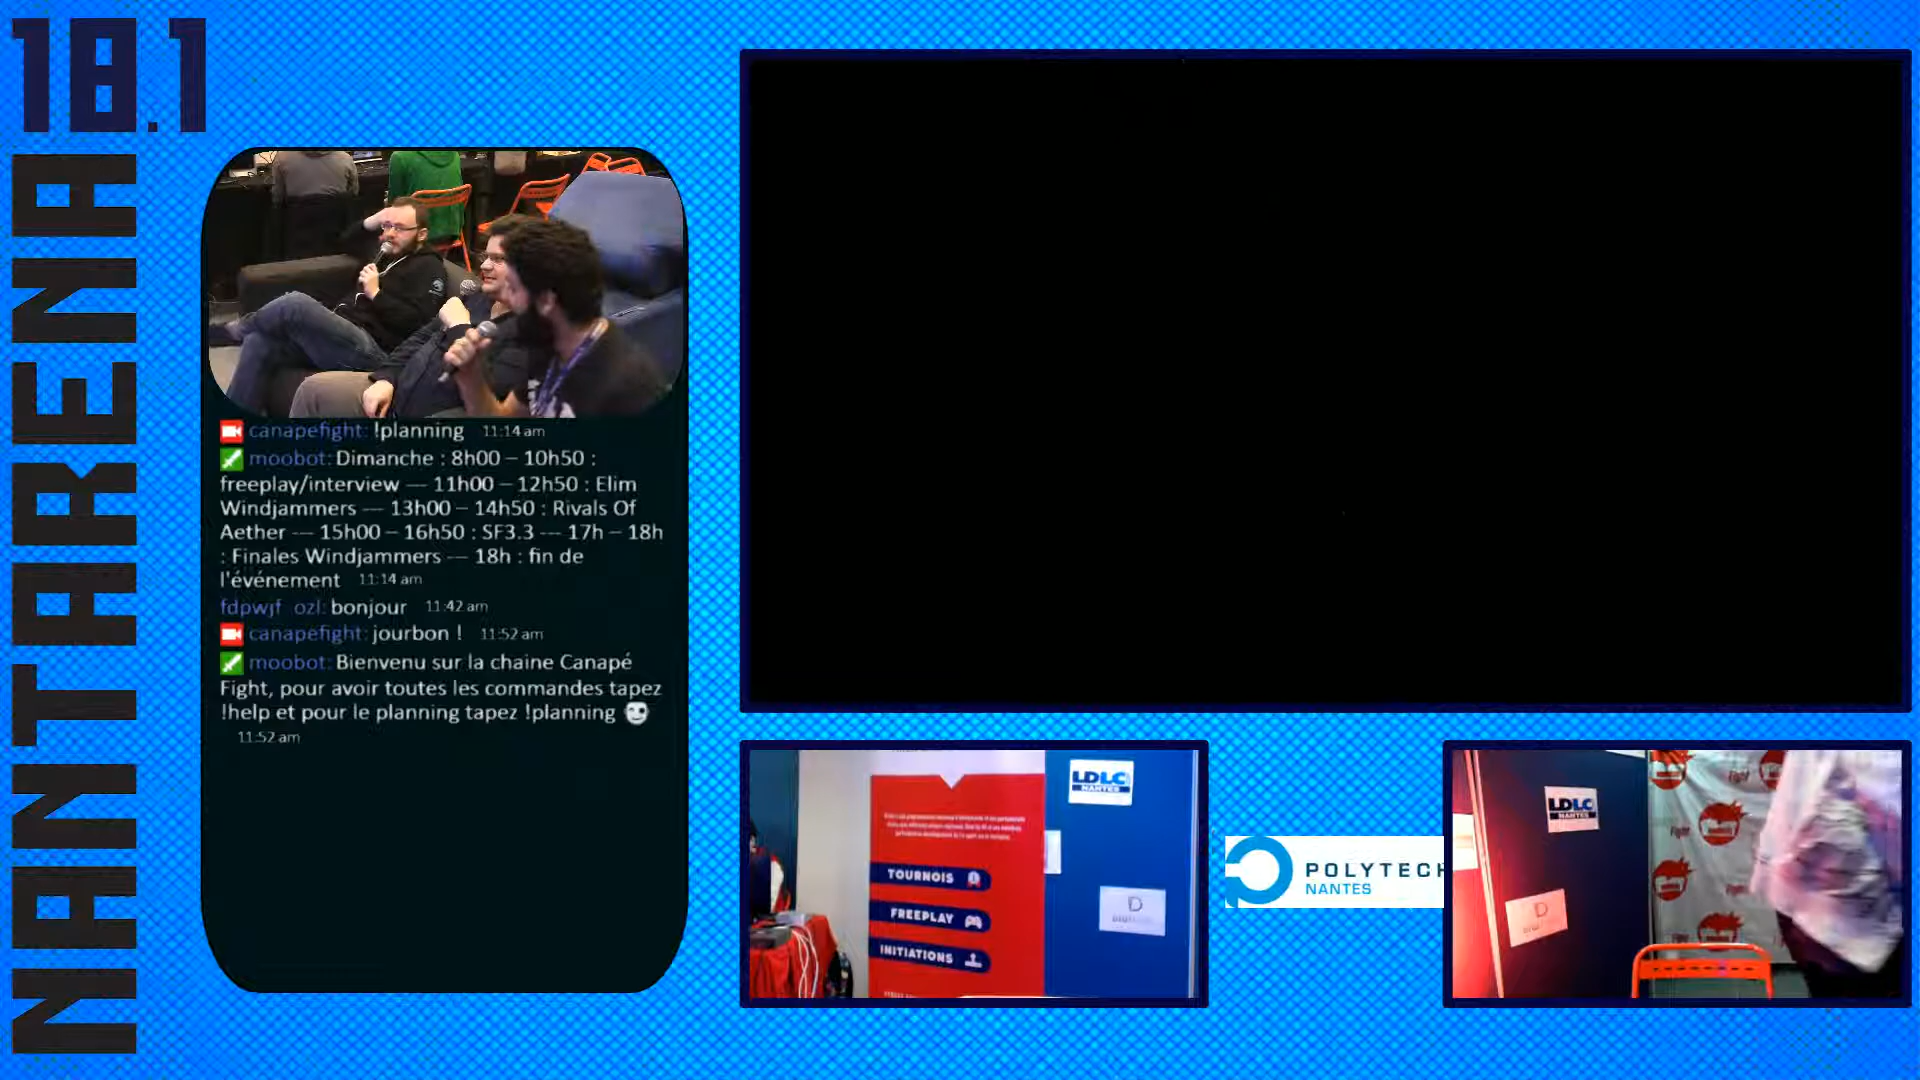 18.1
NANTARENA
canapefight: !planning 11:14 am
moobot: Dimanche : 8h00 – 10h50 :
freeplay/interview --- 11h00 – 12h50 : Elim
Windjammers --- 13h00 – 14h50 : Rivals Of
Aether --- 15h00 – 16h50 : SF3.3 --- 17h – 18h
: Finales Windjammers --- 18h : fin de
l'événement 11:14 am
fdpwjf_ozl: bonjour 11:42 am
canapefight: jourbon ! 11:52 am
moobot: Bienvenu sur la chaine Canapé
Fight, pour avoir toutes les commandes tapez
!help et pour le planning tapez !planning
11:52 am
LDLC
NANTES
TOURNOIS
FREEPLAY
INITIATIONS
POLYTECH
NANTES
LDLC
NANTES
Fight
Fight